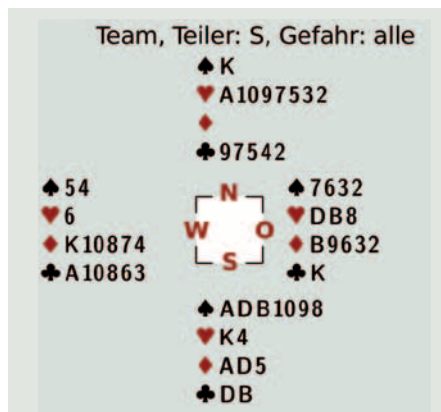 Team, Teiler: S, Gefahr: alle
♠ K
♥ A1097532
♦
♣ 97542
♠ 54
♥ 6
♦ K10874
♣ A10863
N
W O
S
♠ 7632
♥ DB8
♦ B9632
♣ K
♠ ADB1098
♥ K4
♦ AD5
♣ DB